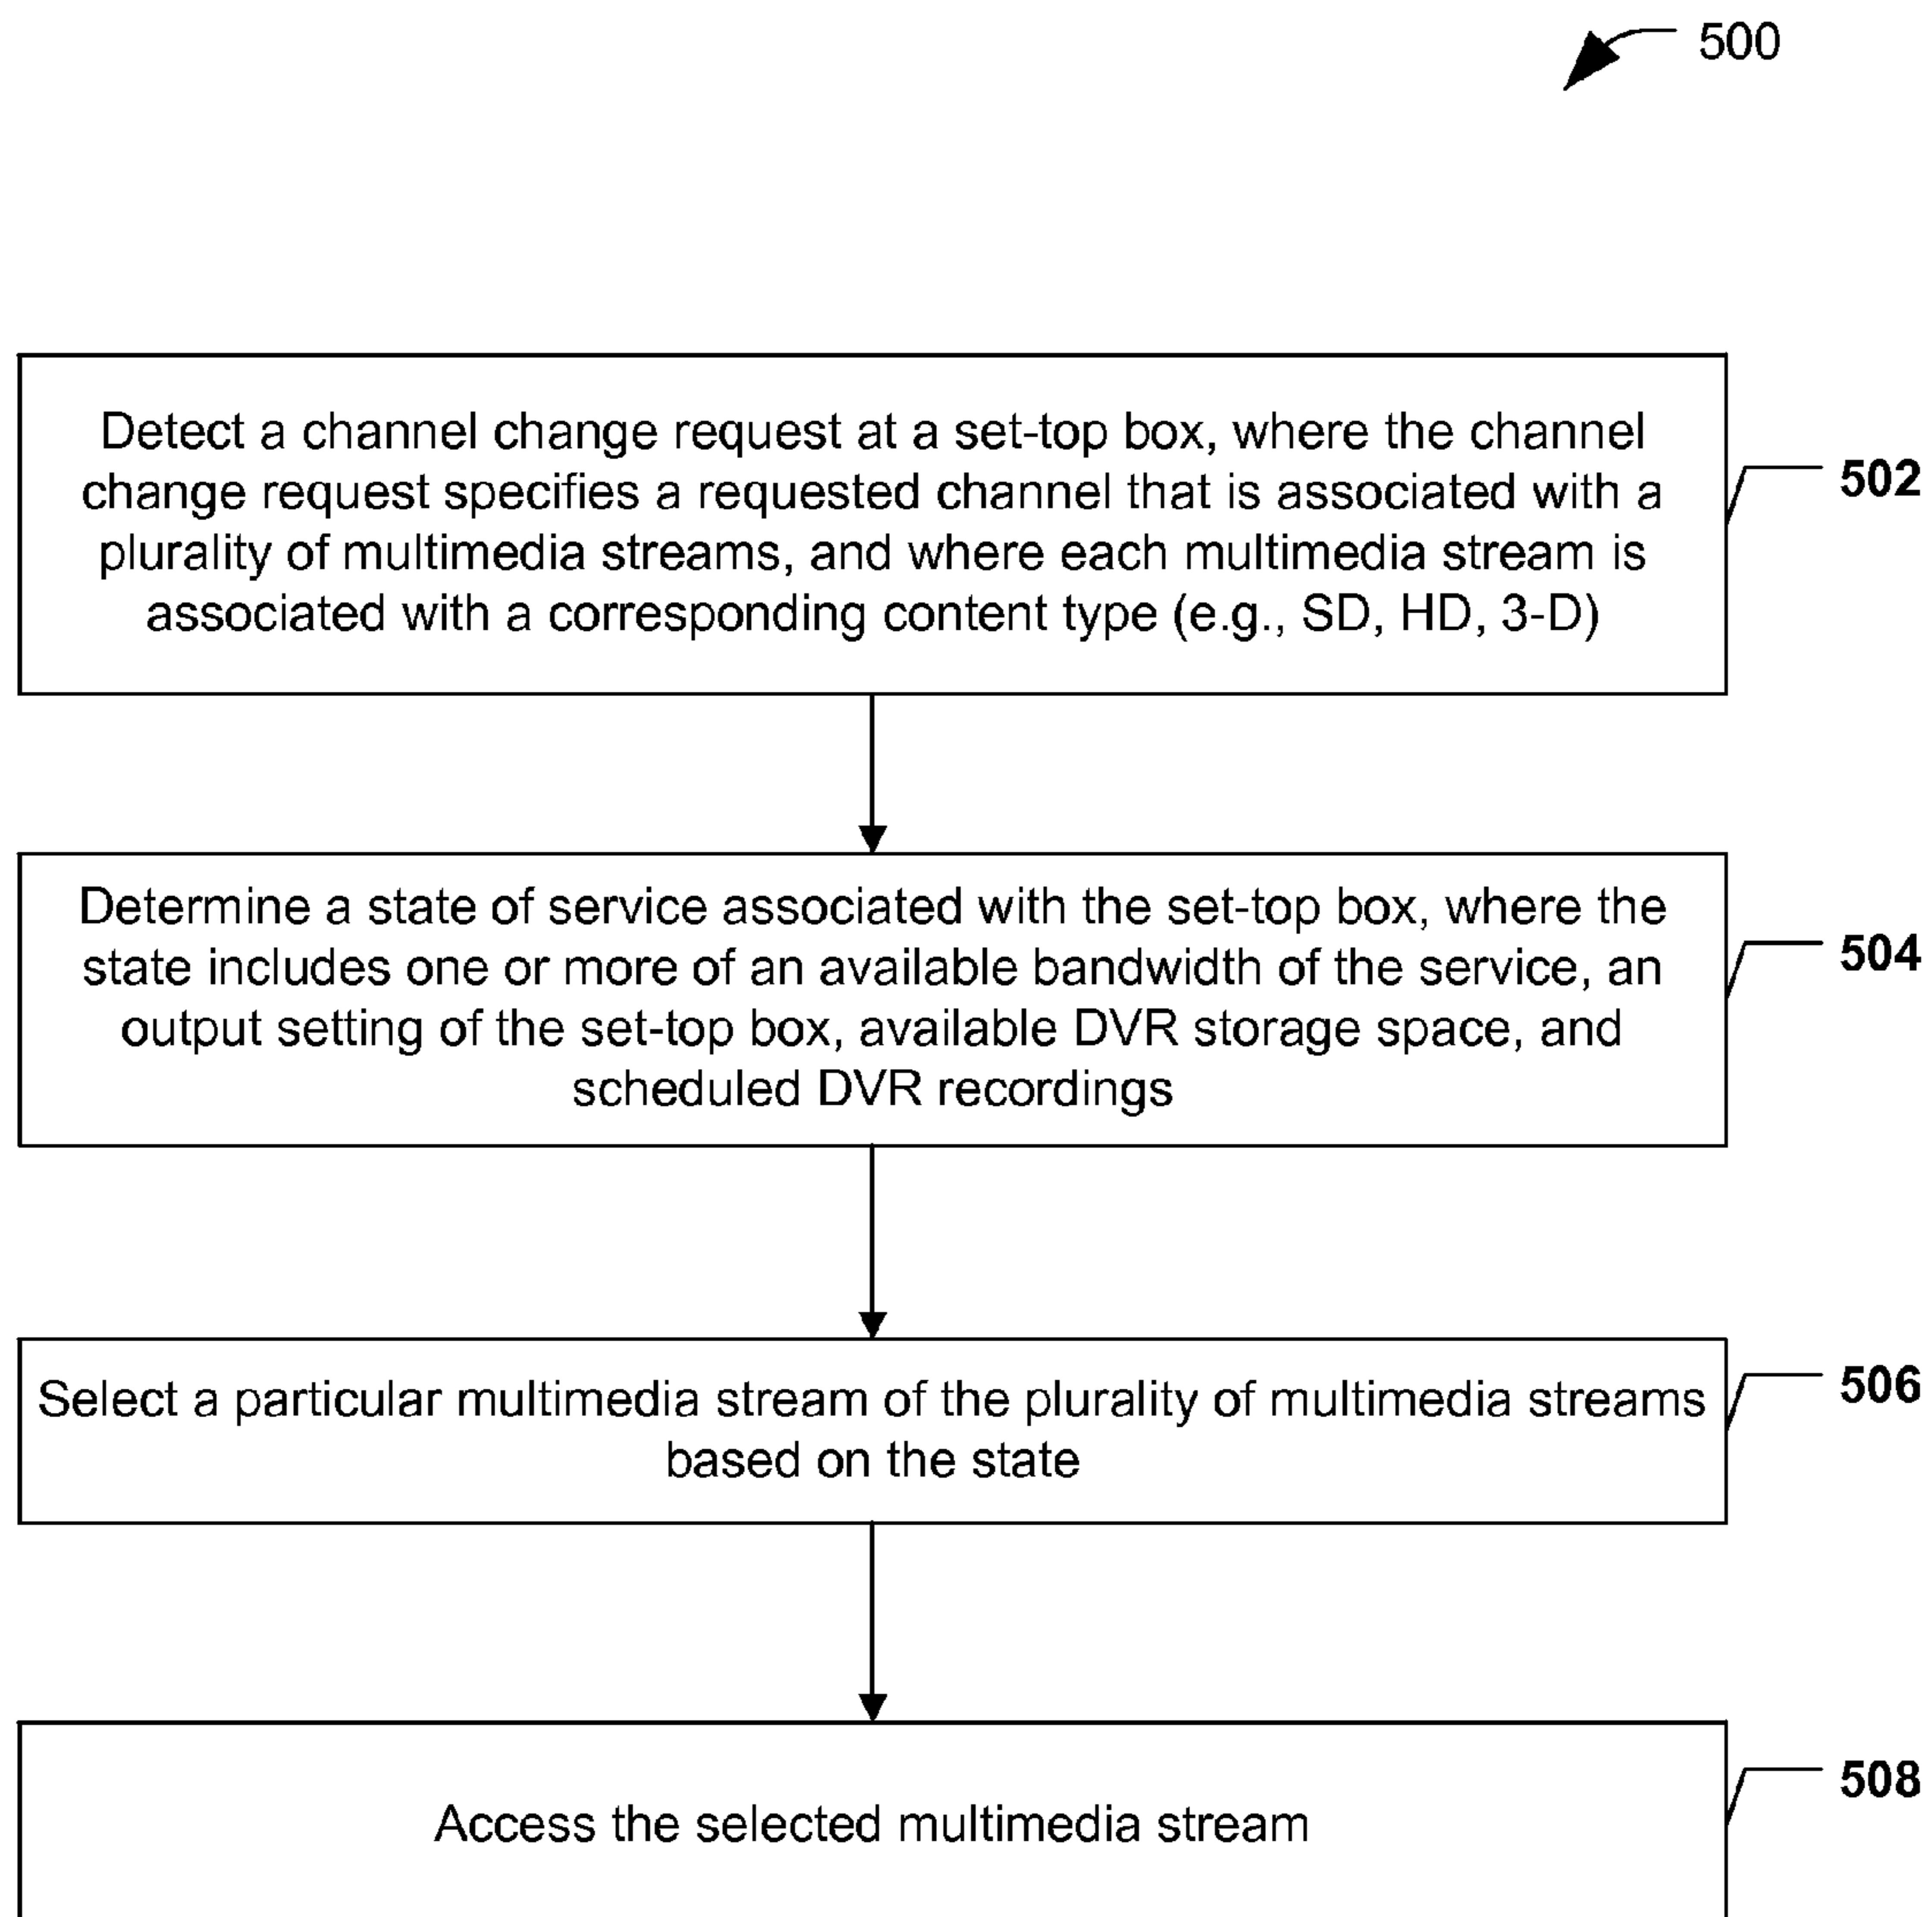 500
Detect a channel change request at a set-top box, where the channel
change request specifies a requested channel that is associated with a
plurality of multimedia streams, and where each multimedia stream is
associated with a corresponding content type (e.g., SD, HD, 3-D)
502
Determine a state of service associated with the set-top box, where the
state includes one or more of an available bandwidth of the service, an
output setting of the set-top box, available DVR storage space, and
scheduled DVR recordings
504
Select a particular multimedia stream of the plurality of multimedia streams
based on the state
506
Access the selected multimedia stream
508